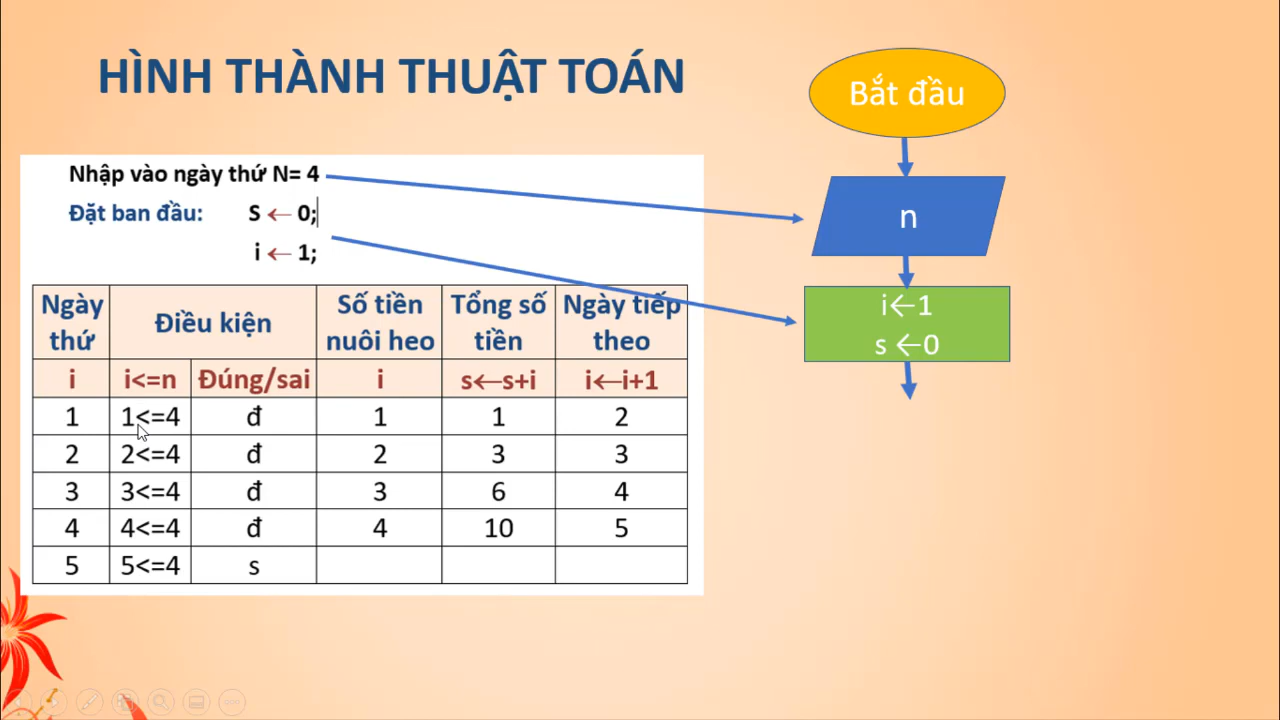 HÌNH THÀNH THUẬT TOÁN
Nhập vào ngày thứ N= 4
Đặt ban đầu: S ← 0;
i ← 1;
Ngày thứ Điều kiện Số tiền nuôi heo Tổng số tiền Ngày tiếp theo
i i<=n Đúng/sai i s←s+i i←i+1
1 1<=4 đ 1 1 2
2 2<=4 đ 2 3 3
3 3<=4 đ 3 6 4
4 4<=4 đ 4 10 5
5 5<=4 s
Bắt đầu
n
i←1
s ←0